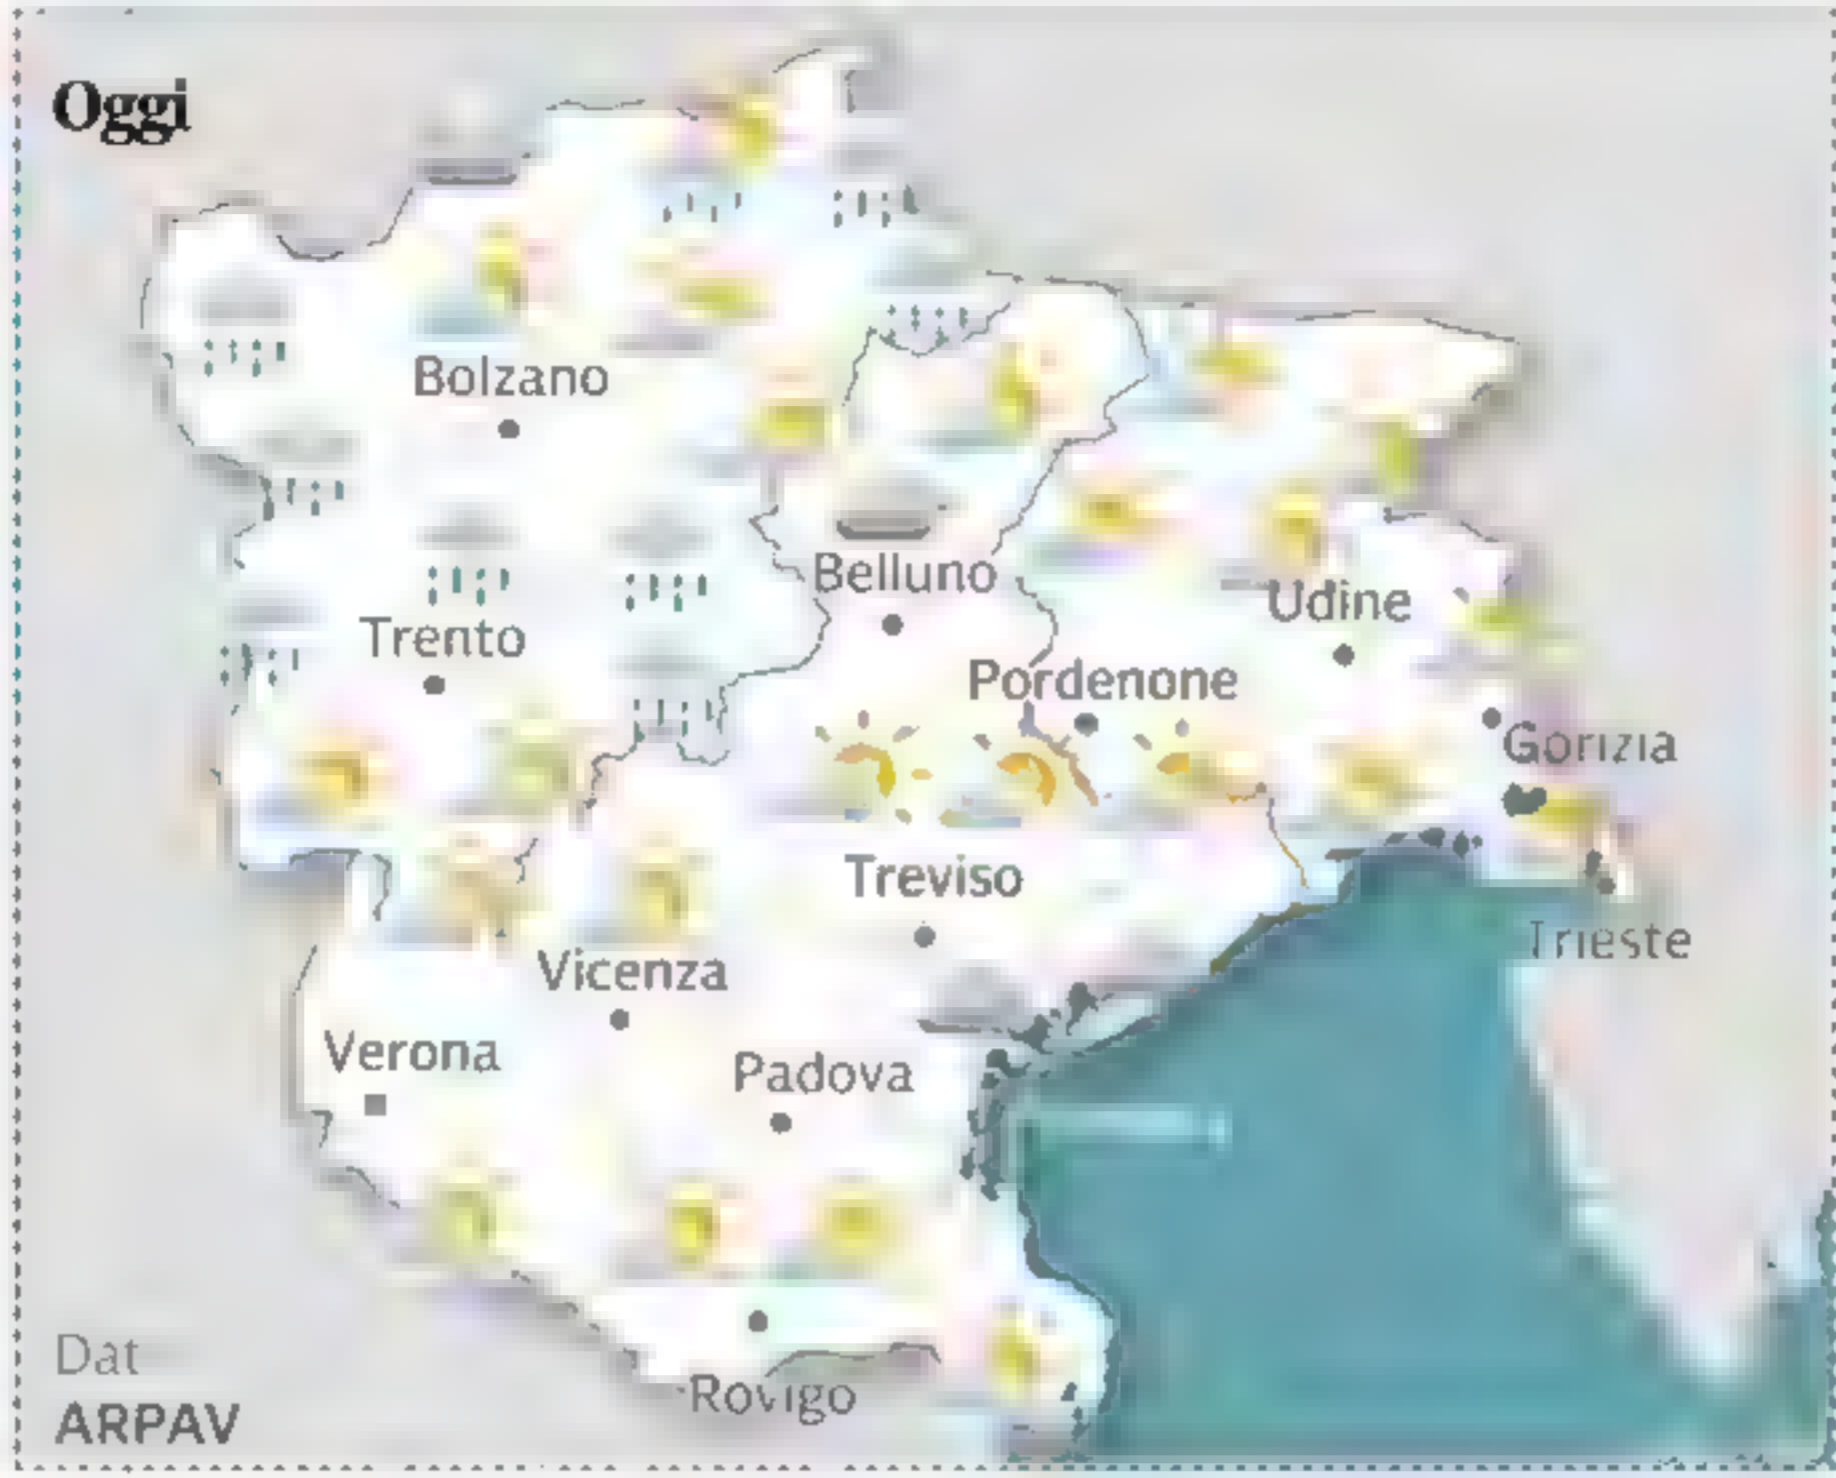 Oggi
Bolzano
Belluno
Udine
Trento
Pordenone
Gorizia
Treviso
Trieste
Vicenza
Verona
Padova
Rovigo
Dat
ARPAV